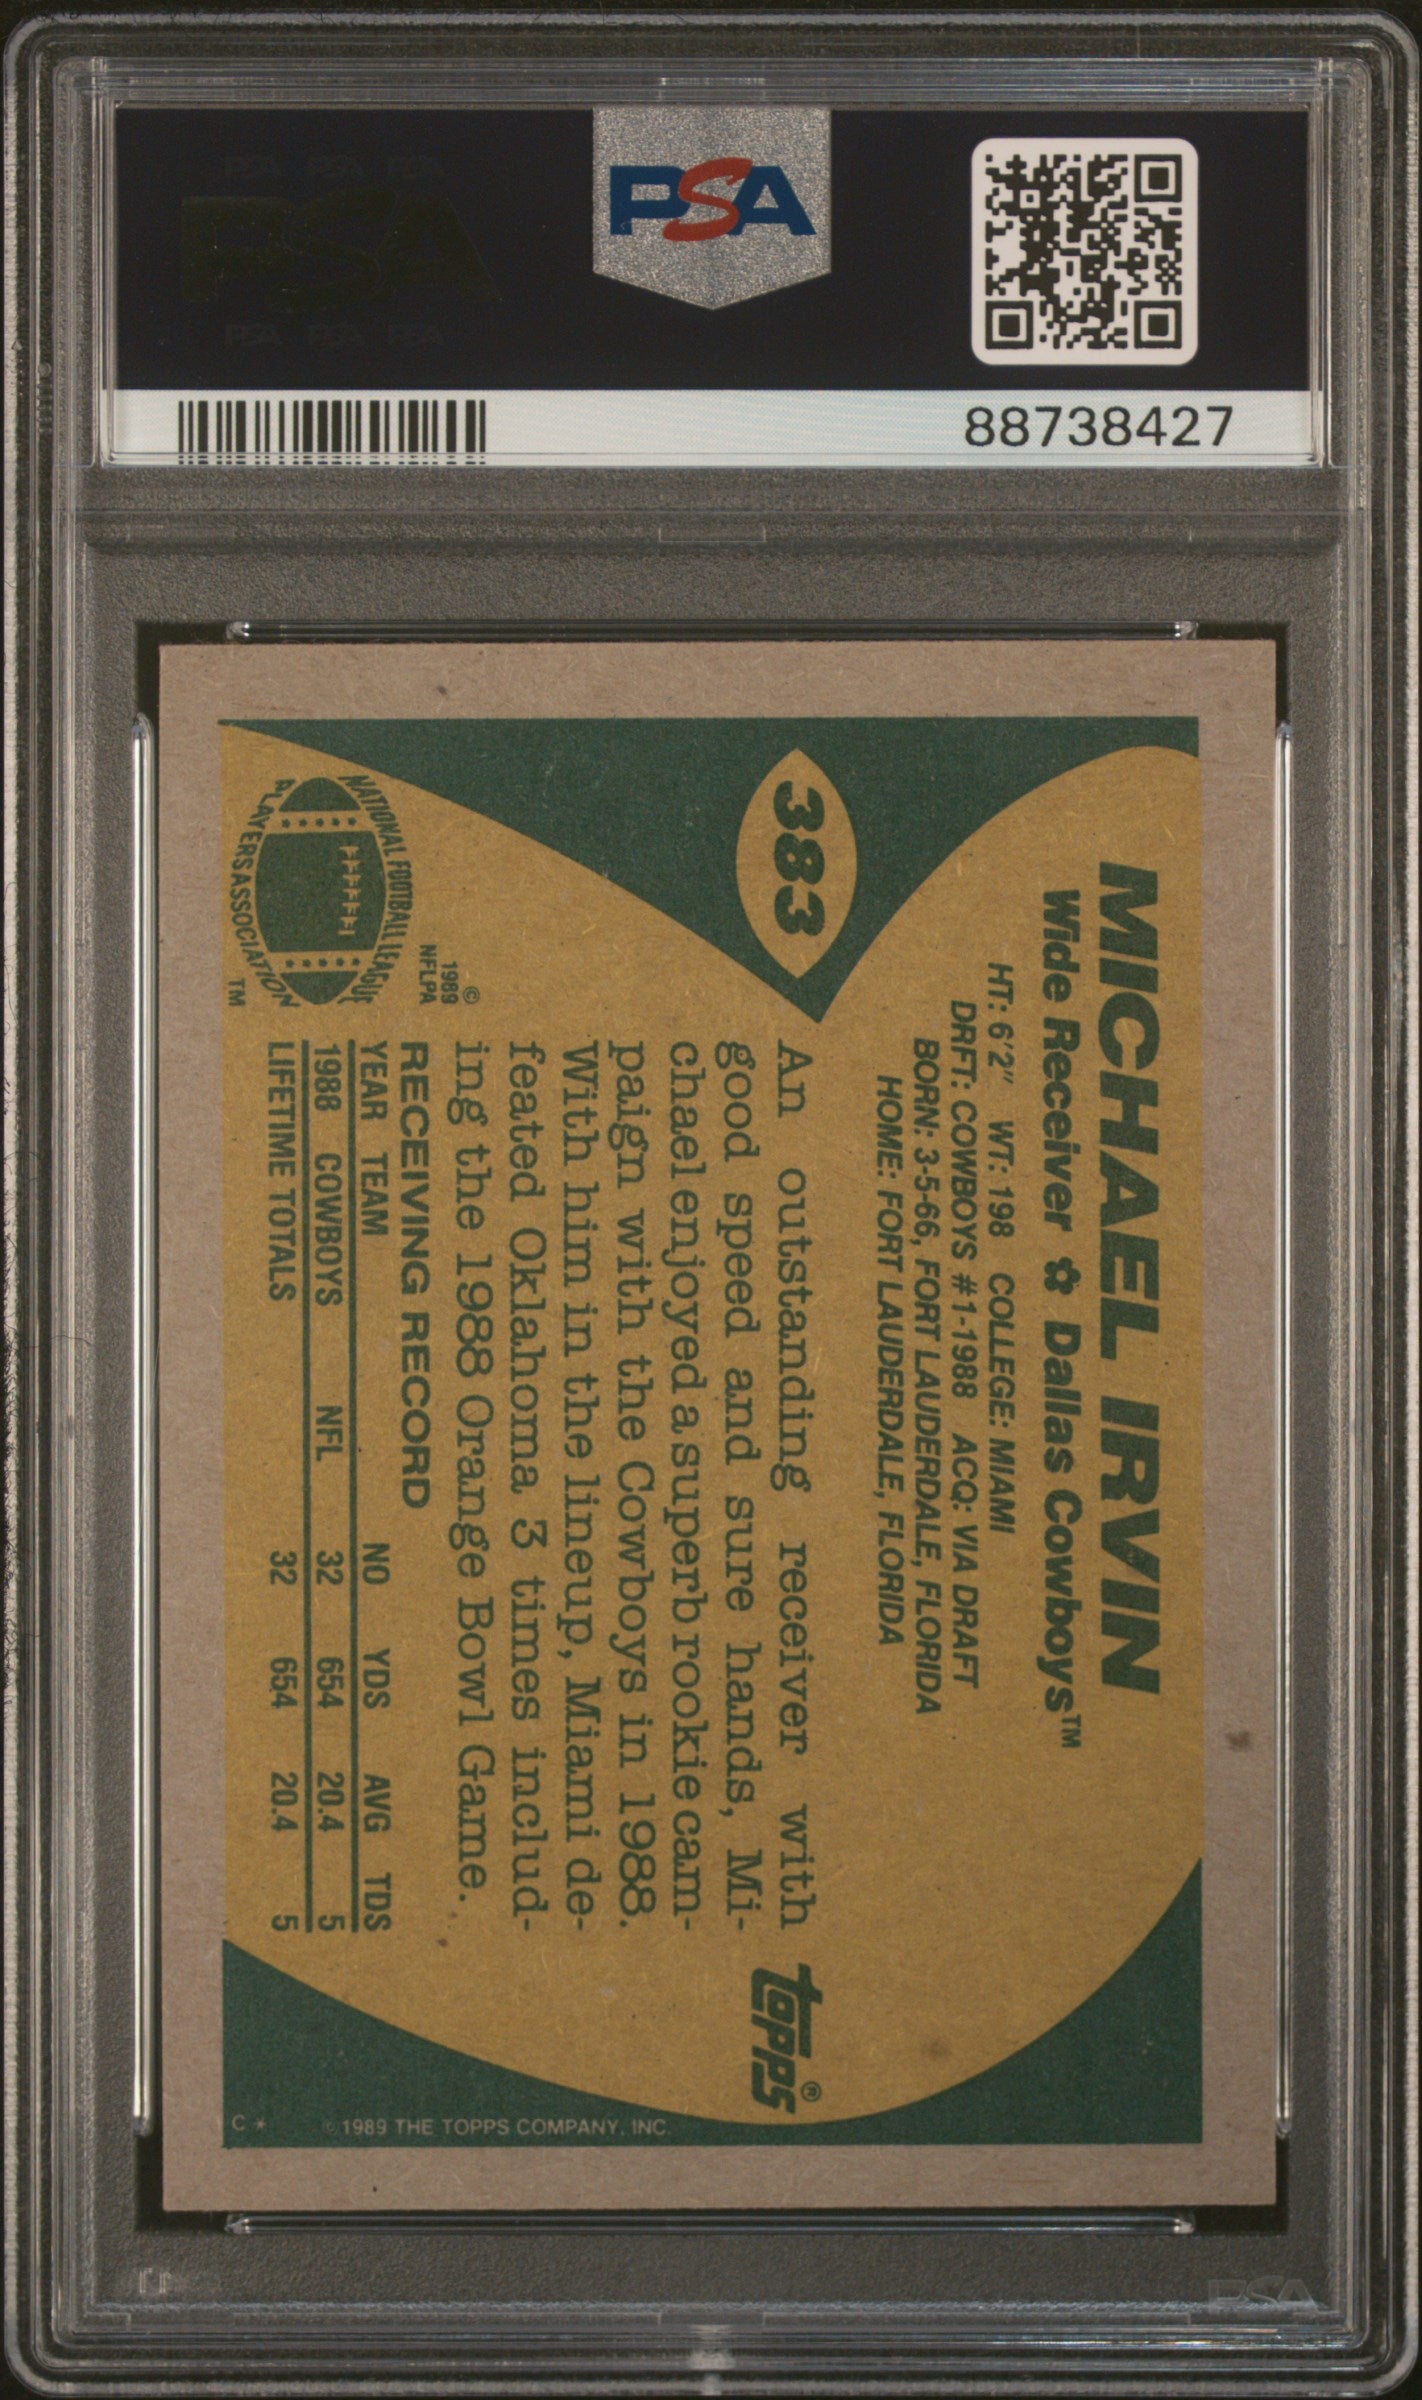 PSA
88738427
MICHAEL IRVIN
Wide Receiver ✿ Dallas Cowboys™
HT: 6'2" WT: 198 COLLEGE: MIAMI
DRFT: COWBOYS #1-1988 ACQ: VIA DRAFT
BORN: 3-5-66, FORT LAUDERDALE, FLORIDA
HOME: FORT LAUDERDALE, FLORIDA
383
An outstanding receiver with
good speed and sure hands, Mi-
chael enjoyed a superb rookie cam-
paign with the Cowboys in 1988.
With him in the lineup, Miami de-
feated Oklahoma 3 times includ-
ing the 1988 Orange Bowl Game.
topps®
©
1989
NFLPA
NATIONAL FOOTBALL LEAGUE
PLAYERS ASSOCIATION
TM
RECEIVING RECORD
YEAR TEAM NO YDS AVG TDS
1988 COWBOYS NFL 32 654 20.4 5
LIFETIME TOTALS 32 654 20.4 5
©1989 THE TOPPS COMPANY, INC.
C*
PSA